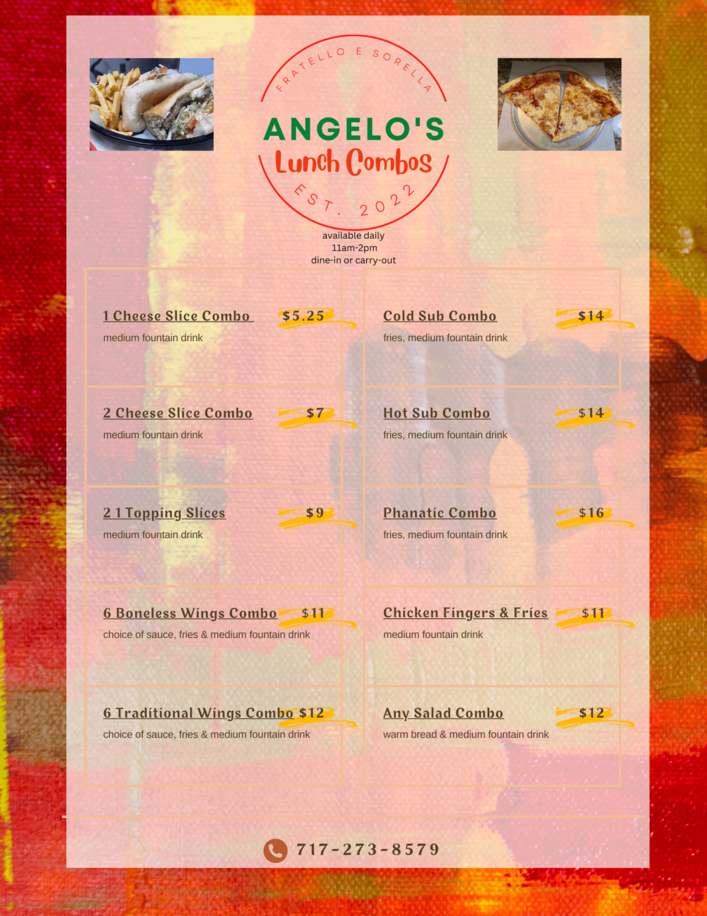 FRATELLO E SORELLA
ANGELO'S
Lunch Combos
EST. 2022
available daily
11am-2pm
dine-in or carry-out
1 Cheese Slice Combo $5.25
medium fountain drink
2 Cheese Slice Combo $7
medium fountain drink
2 1 Topping Slices $9
medium fountain drink
6 Boneless Wings Combo $11
choice of sauce, fries & medium fountain drink
6 Traditional Wings Combo $12
choice of sauce, fries & medium fountain drink
Cold Sub Combo $14
fries, medium fountain drink
Hot Sub Combo $14
fries, medium fountain drink
Phanatic Combo $16
fries, medium fountain drink
Chicken Fingers & Fries $11
medium fountain drink
Any Salad Combo $12
warm bread & medium fountain drink
717-273-8579